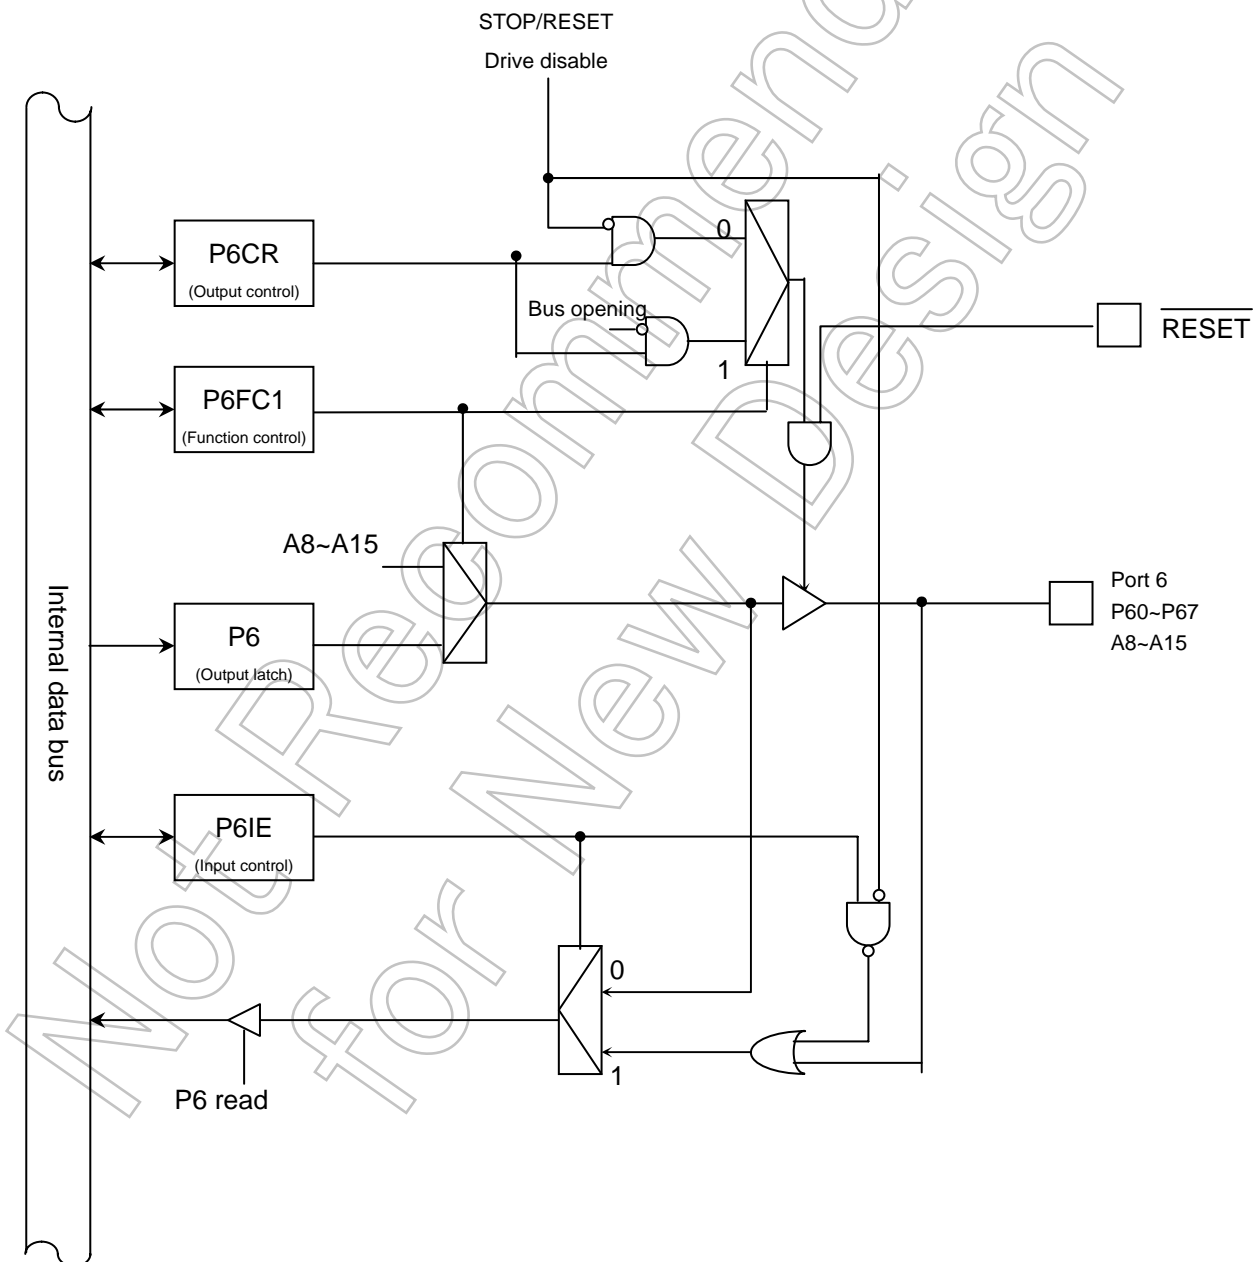 STOP/RESET
Drive disable
P6CR
(Output control)
0
Bus opening
1
RESET
P6FC1
(Function control)
A8~A15
Internal data bus
P6
(Output latch)
Port 6
P60~P67
A8~A15
P6IE
(Input control)
0
1
P6 read
Not Recommend
for New Design